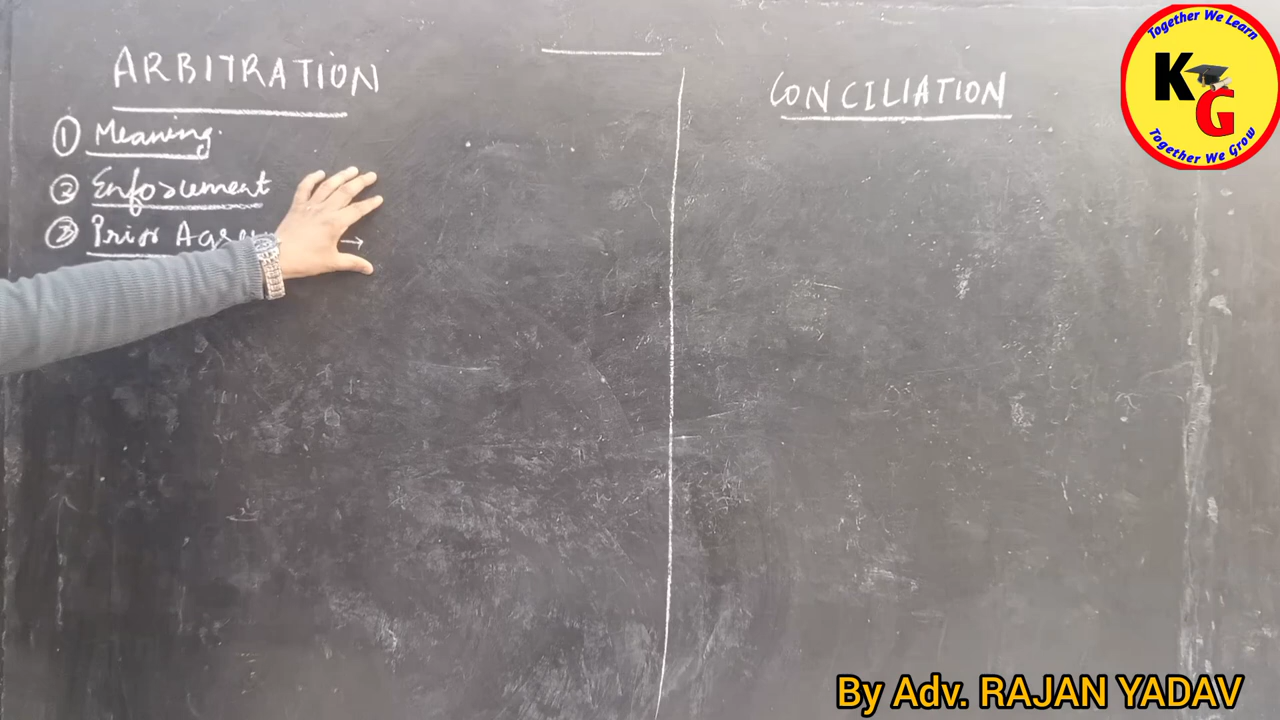 ARBITRATION
① Meaning.
② Enforcement
③ Prior Agree
CONCILIATION
Together We Learn
KG
Together We Grow
By Adv. RAJAN YADAV